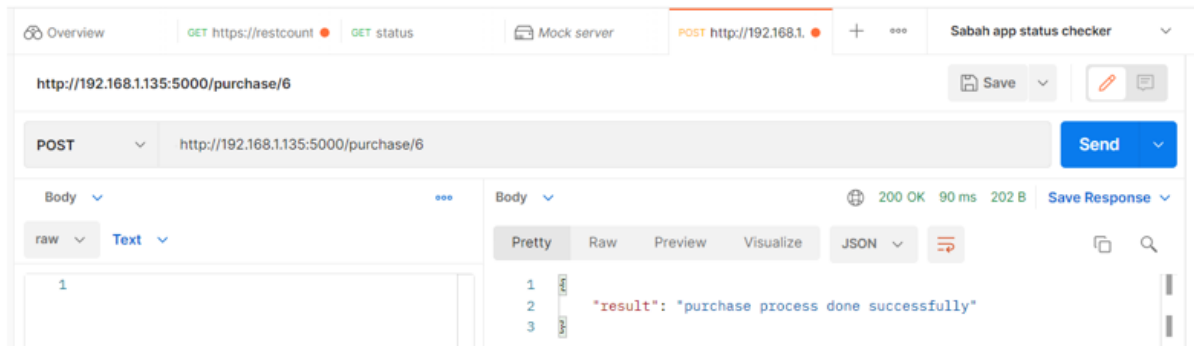 Overview GET https://restcount GET status Mock server POST http://192.168.1. + ooo Sabah app status checker
http://192.168.1.135:5000/purchase/6 Save
POST http://192.168.1.135:5000/purchase/6 Send
Body ooo Body 200 OK 90 ms 202 B Save Response
raw Text Pretty Raw Preview Visualize JSON
1 1 {
2 "result": "purchase process done successfully"
3 }